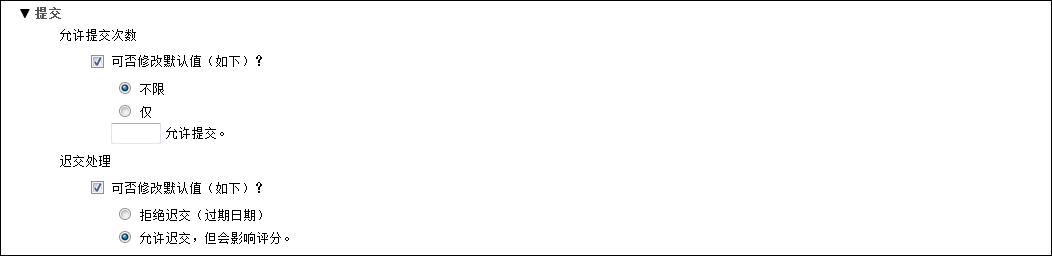 提交
允许提交次数
可否修改默认值（如下）？
不限
仅
允许提交。
迟交处理
可否修改默认值（如下）？
拒绝迟交（过期日期）
允许迟交，但会影响评分。